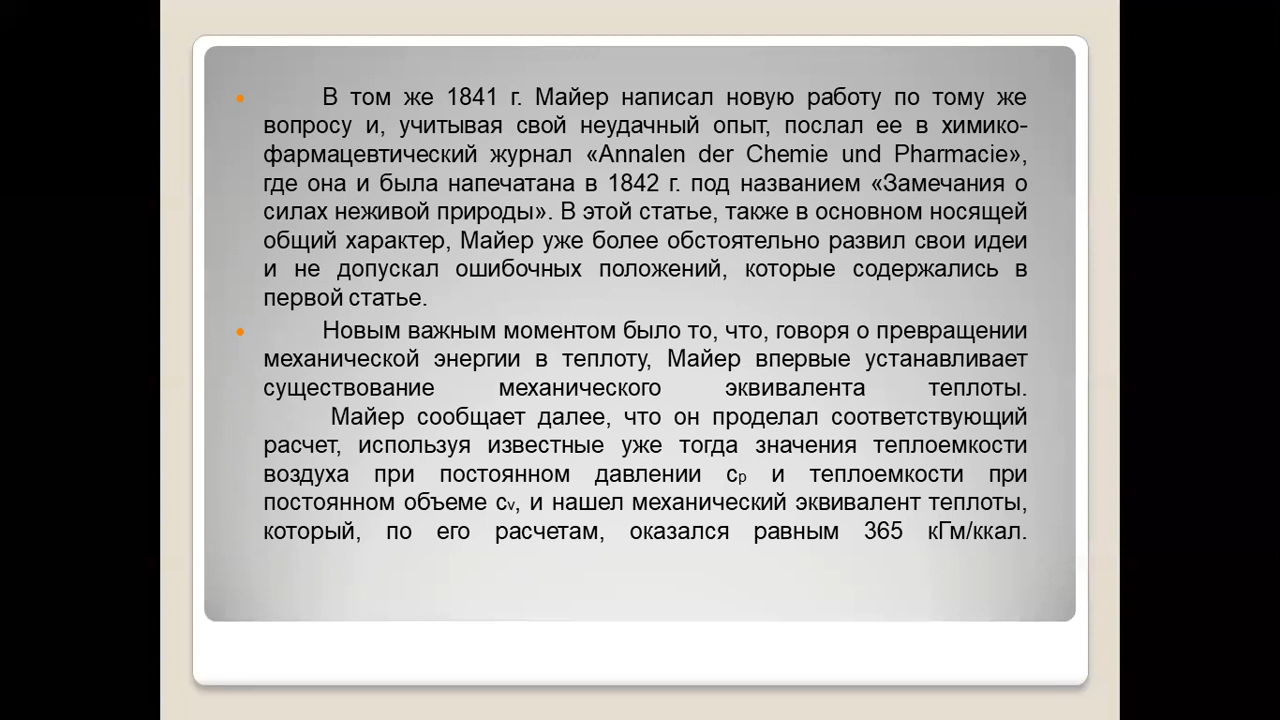 • В том же 1841 г. Майер написал новую работу по тому же
вопросу и, учитывая свой неудачный опыт, послал ее в химико-
фармацевтический журнал «Annalen der Chemie und Pharmacie»,
где она и была напечатана в 1842 г. под названием «Замечания о
силах неживой природы». В этой статье, также в основном носящей
общий характер, Майер уже более обстоятельно развил свои идеи
и не допускал ошибочных положений, которые содержались в
первой статье.
• Новым важным моментом было то, что, говоря о превращении
механической энергии в теплоту, Майер впервые устанавливает
существование механического эквивалента теплоты.
Майер сообщает далее, что он проделал соответствующий
расчет, используя известные уже тогда значения теплоемкости
воздуха при постоянном давлении cp и теплоемкости при
постоянном объеме cv, и нашел механический эквивалент теплоты,
который, по его расчетам, оказался равным 365 кГм/ккал.